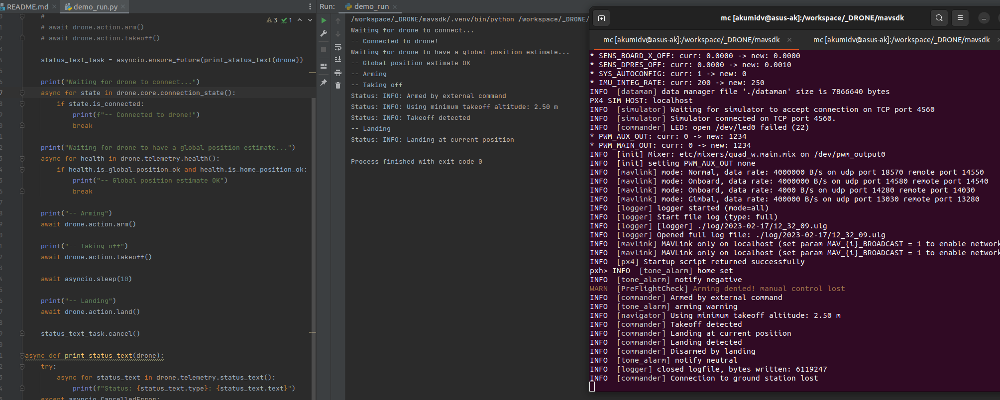 README.md
demo_run.py
#
# await drone.action.arm()
# await drone.action.takeoff()
status_text_task = asyncio.ensure_future(print_status_text(drone))
print("Waiting for drone to connect...")
async for state in drone.core.connection_state():
if state.is_connected:
print(f"-- Connected to drone!")
break
print("Waiting for drone to have a global position estimate...")
async for health in drone.telemetry.health():
if health.is_global_position_ok and health.is_home_position_ok:
print("-- Global position estimate OK")
break
print("-- Arming")
await drone.action.arm()
print("-- Taking off")
await drone.action.takeoff()
await asyncio.sleep(10)
print("-- Landing")
await drone.action.land()
status_text_task.cancel()
async def print_status_text(drone):
try:
async for status_text in drone.telemetry.status_text():
print(f"Status: {status_text.type}: {status_text.text}")
except asyncio.CancelledError:
3 1
Run: demo_run
/workspace/_DRONE/mavsdk/.venv/bin/python /workspace/_DRONE/
Waiting for drone to connect...
-- Connected to drone!
Waiting for drone to have a global position estimate...
-- Global position estimate OK
-- Arming
-- Taking off
Status: INFO: Armed by external command
Status: INFO: Using minimum takeoff altitude: 2.50 m
Status: INFO: Takeoff detected
-- Landing
Status: INFO: Landing at current position
Process finished with exit code 0
mc [akumidv@asus-ak]:/workspace/_DRONE/mavsdk
mc [akumidv@asus-ak]:/workspace/_DRONE/mavsdk
mc [akumidv@asus-ak]:/workspace/_DRONE/mavsdk
* SENS_BOARD_X_OFF: curr: 0.0000 -> new: 0.0000
* SENS_DPRES_OFF: curr: 0.0000 -> new: 0.0010
* SYS_AUTOCONFIG: curr: 1 -> new: 0
* IMU_INTEG_RATE: curr: 200 -> new: 250
INFO [dataman] data manager file './dataman' size is 7866640 bytes
PX4 SIM HOST: localhost
INFO [simulator] Waiting for simulator to accept connection on TCP port 4560
INFO [simulator] Simulator connected on TCP port 4560.
INFO [commander] LED: open /dev/led0 failed (22)
* PWM_AUX_OUT: curr: 0 -> new: 1234
* PWM_MAIN_OUT: curr: 0 -> new: 1234
INFO [init] Mixer: etc/mixers/quad_w.main.mix on /dev/pwm_output0
INFO [init] setting PWM_AUX_OUT none
INFO [mavlink] mode: Normal, data rate: 4000000 B/s on udp port 18570 remote port 14550
INFO [mavlink] mode: Onboard, data rate: 4000000 B/s on udp port 14580 remote port 14540
INFO [mavlink] mode: Onboard, data rate: 4000 B/s on udp port 14280 remote port 14030
INFO [mavlink] mode: Gimbal, data rate: 400000 B/s on udp port 13030 remote port 13280
INFO [logger] logger started (mode=all)
INFO [logger] Start file log (type: full)
INFO [logger] [logger] ./log/2023-02-17/12_32_09.ulg
INFO [logger] Opened full log file: ./log/2023-02-17/12_32_09.ulg
INFO [mavlink] MAVLink only on localhost (set param MAV_{i}_BROADCAST = 1 to enable network
INFO [mavlink] MAVLink only on localhost (set param MAV_{i}_BROADCAST = 1 to enable network
INFO [px4] Startup script returned successfully
pxh> INFO [tone_alarm] home set
INFO [tone_alarm] notify negative
WARN [PreFlightCheck] Arming denied! manual control lost
INFO [commander] Armed by external command
INFO [tone_alarm] arming warning
INFO [navigator] Using minimum takeoff altitude: 2.50 m
INFO [commander] Takeoff detected
INFO [commander] Landing at current position
INFO [commander] Landing detected
INFO [commander] Disarmed by landing
INFO [tone_alarm] notify neutral
INFO [logger] closed logfile, bytes written: 6119247
INFO [commander] Connection to ground station lost